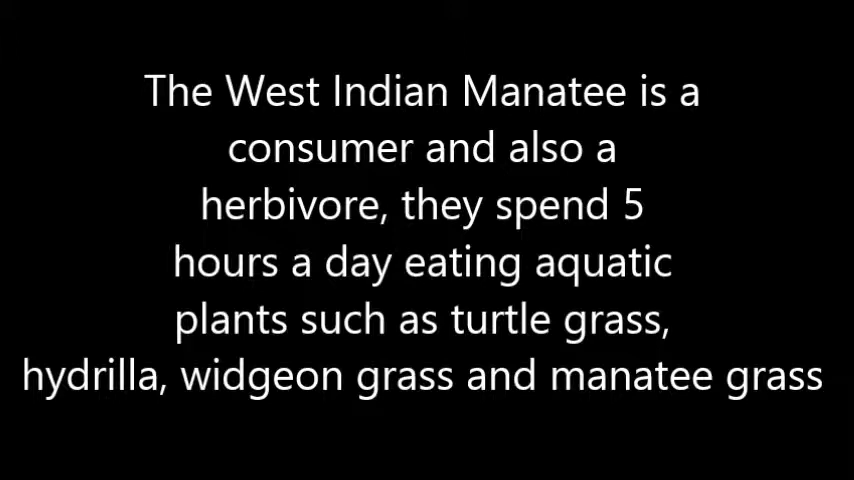 The West Indian Manatee is a
consumer and also a
herbivore, they spend 5
hours a day eating aquatic
plants such as turtle grass,
hydrilla, widgeon grass and manatee grass